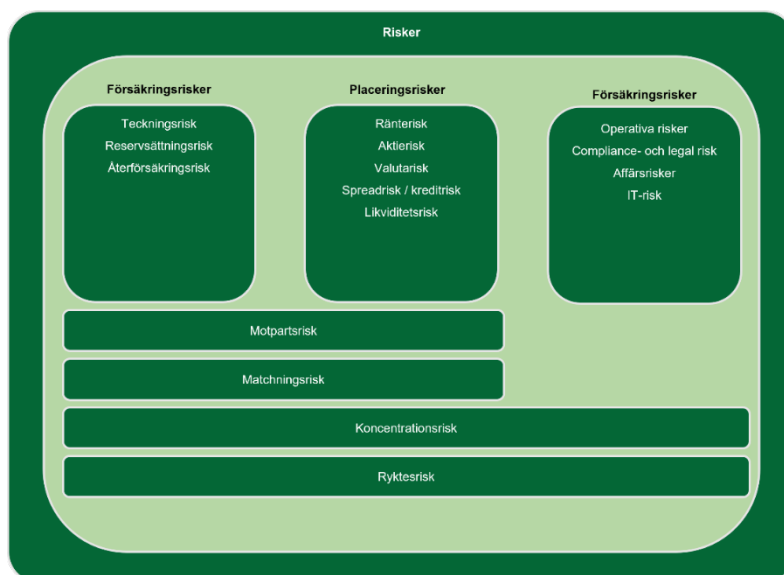 Risker
Försäkringsrisker
Teckningsrisk
Reservsättningsrisk
Återförsäkringsrisk
Placeringsrisker
Ränterisk
Aktierisk
Valutarisk
Spreadrisk / kreditrisk
Likviditetsrisk
Försäkringsrisker
Operativa risker
Compliance- och legal risk
Affärsrisker
IT-risk
Motpartsrisk
Matchningsrisk
Koncentrationsrisk
Ryktesrisk